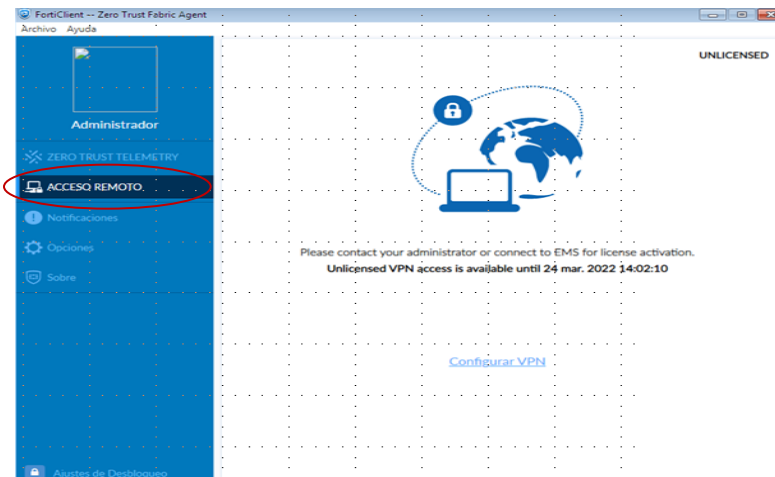 FortiClient -- Zero Trust Fabric Agent
Archivo Ayuda
UNLICENSED
Administrador
ZERO TRUST TELEMETRY
ACCESO REMOTO
Notificaciones
Opciones
Sobre
Please contact your administrator or connect to EMS for license activation.
Unlicensed VPN access is available until 24 mar. 2022 14:02:10
Configurar VPN
Ajustes de Desbloqueo